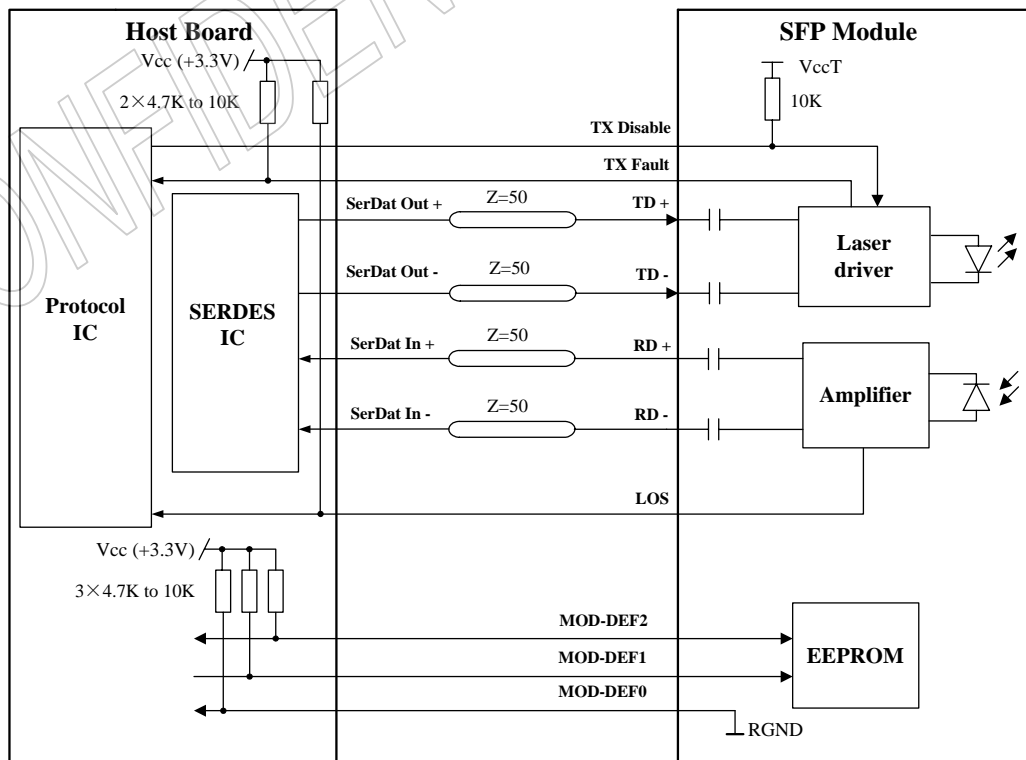 Host Board
SFP Module
Vcc (+3.3V)
VccT
2×4.7K to 10K
10K
TX Disable
TX Fault
SerDat Out +
Z=50
TD +
SerDat Out -
Z=50
TD -
Laser
driver
Protocol
IC
SERDES
IC
SerDat In +
Z=50
RD +
SerDat In -
Z=50
RD -
Amplifier
LOS
Vcc (+3.3V)
3×4.7K to 10K
MOD-DEF2
MOD-DEF1
MOD-DEF0
EEPROM
RGND
ONFIDEN